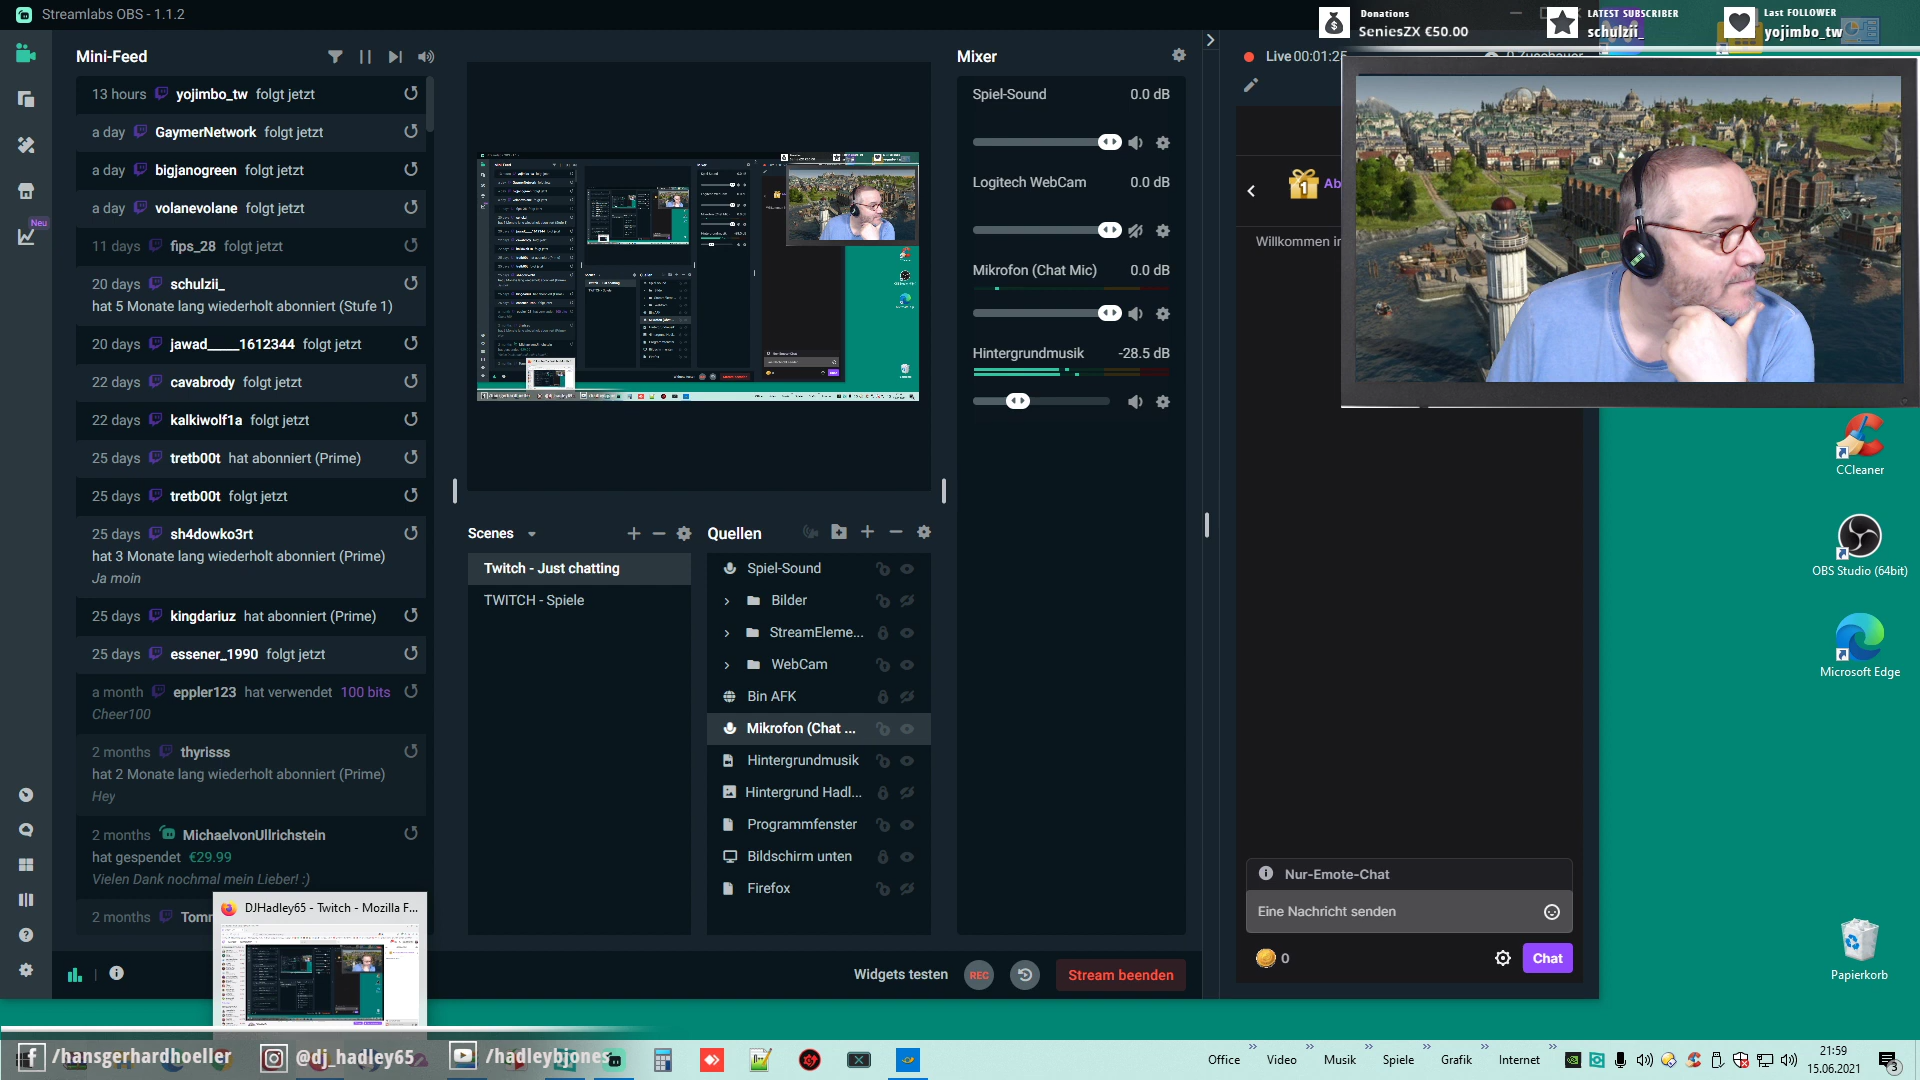 Streamlabs OBS - 1.1.2
Donations
SeniesZX €50.00
LATEST SUBSCRIBER
schulzii_
Last FOLLOWER
yojimbo_tw
Mini-Feed
13 hours yojimbo_tw folgt jetzt
a day GaymerNetwork folgt jetzt
a day bigjanogreen folgt jetzt
a day volanevolane folgt jetzt
Neu
11 days fips_28 folgt jetzt
20 days schulzii_
hat 5 Monate lang wiederholt abonniert (Stufe 1)
20 days jawad_____1612344 folgt jetzt
22 days cavabrody folgt jetzt
22 days kalkiwolf1a folgt jetzt
25 days tretb00t hat abonniert (Prime)
25 days tretb00t folgt jetzt
25 days sh4dowko3rt
hat 3 Monate lang wiederholt abonniert (Prime)
Ja moin
25 days kingdariuz hat abonniert (Prime)
25 days essener_1990 folgt jetzt
a month eppler123 hat verwendet 100 bits
Cheer100
2 months thyrisss
hat 2 Monate lang wiederholt abonniert (Prime)
Hey
2 months MichaelvonUllrichstein
hat gespendet €29.99
Vielen Dank nochmal mein Lieber! :)
2 months Tomr
DJHadley65 - Twitch - Mozilla F...
Scenes
Twitch - Just chatting
TWITCH - Spiele
Quellen
Spiel-Sound
Bilder
StreamEleme...
WebCam
Bin AFK
Mikrofon (Chat ...
Hintergrundmusik
Hintergrund Hadl...
Programmfenster
Bildschirm unten
Firefox
Mixer
Spiel-Sound 0.0 dB
Logitech WebCam 0.0 dB
Mikrofon (Chat Mic) 0.0 dB
Hintergrundmusik -28.5 dB
Widgets testen
REC
Stream beenden
Live 00:01:25
1 Ab
Willkommen in
Nur-Emote-Chat
Eine Nachricht senden
0
Chat
CCleaner
OBS Studio (64bit)
Microsoft Edge
Papierkorb
/hansgerhardhoeller
@dj_hadley65
/hadleybjones
Office
Video
Musik
Spiele
Grafik
Internet
21:59
15.06.2021
3